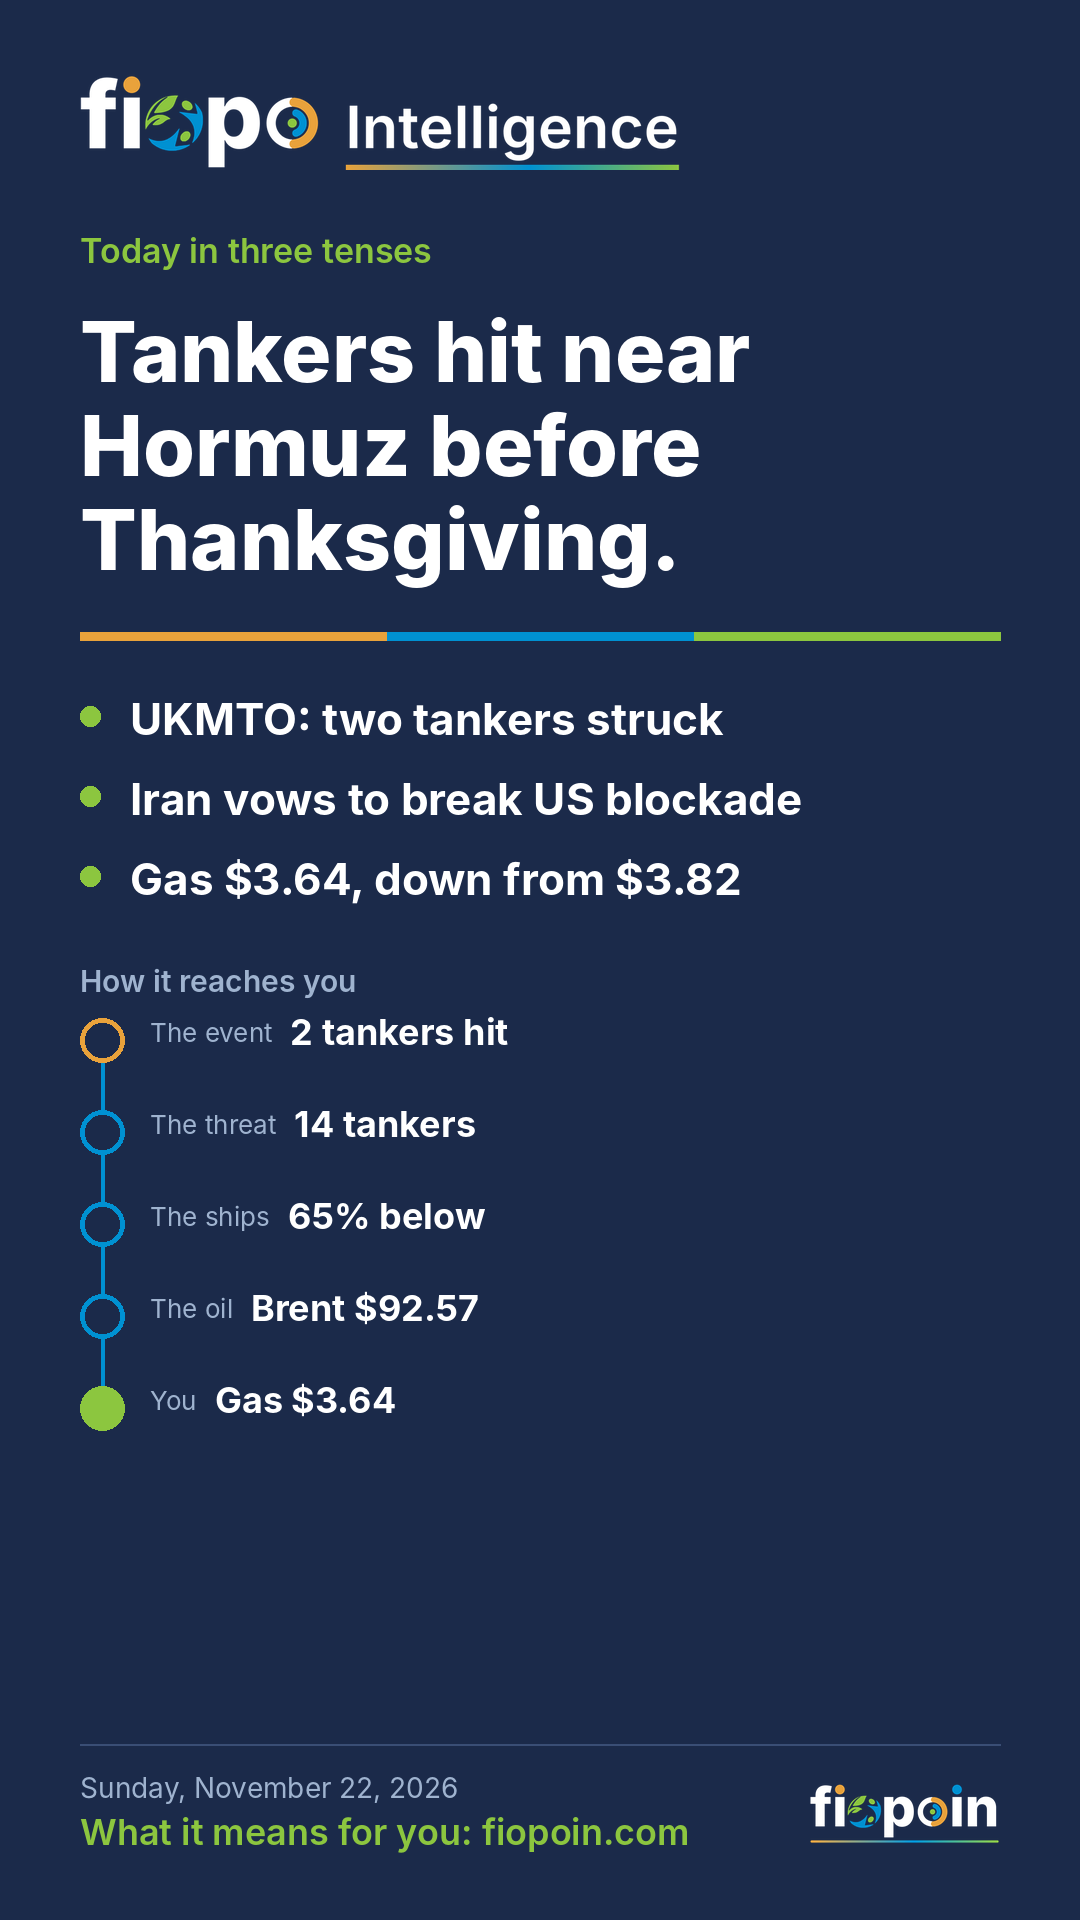 fiopo Intelligence
Today in three tenses
Tankers hit near
Hormuz before
Thanksgiving.
UKMTO: two tankers struck
Iran vows to break US blockade
Gas $3.64, down from $3.82
How it reaches you
The event 2 tankers hit
The threat 14 tankers
The ships 65% below
The oil Brent $92.57
You Gas $3.64
Sunday, November 22, 2026
What it means for you: fiopoin.com
fiopoin